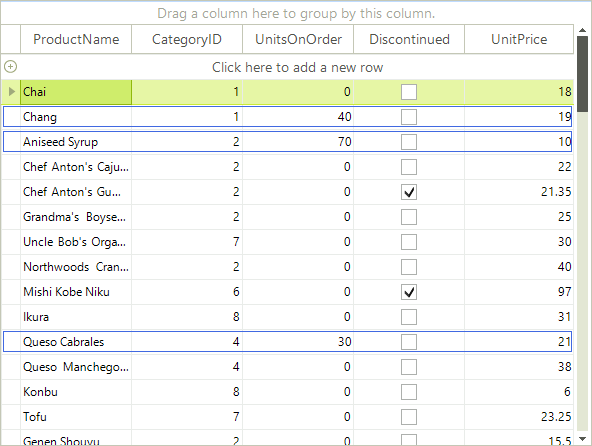 Drag a column here to group by this column.
ProductName CategoryID UnitsOnOrder Discontinued UnitPrice
Click here to add a new row
Chai 1 0 18
Chang 1 40 19
Aniseed Syrup 2 70 10
Chef Anton's Caju... 2 0 22
Chef Anton's Gu... 2 0 21.35
Grandma's Boyse... 2 0 25
Uncle Bob's Orga... 7 0 30
Northwoods Cran... 2 0 40
Mishi Kobe Niku 6 0 97
Ikura 8 0 31
Queso Cabrales 4 30 21
Queso Manchego... 4 0 38
Konbu 8 0 6
Tofu 7 0 23.25
Genen Shouyu 2 0 15.5